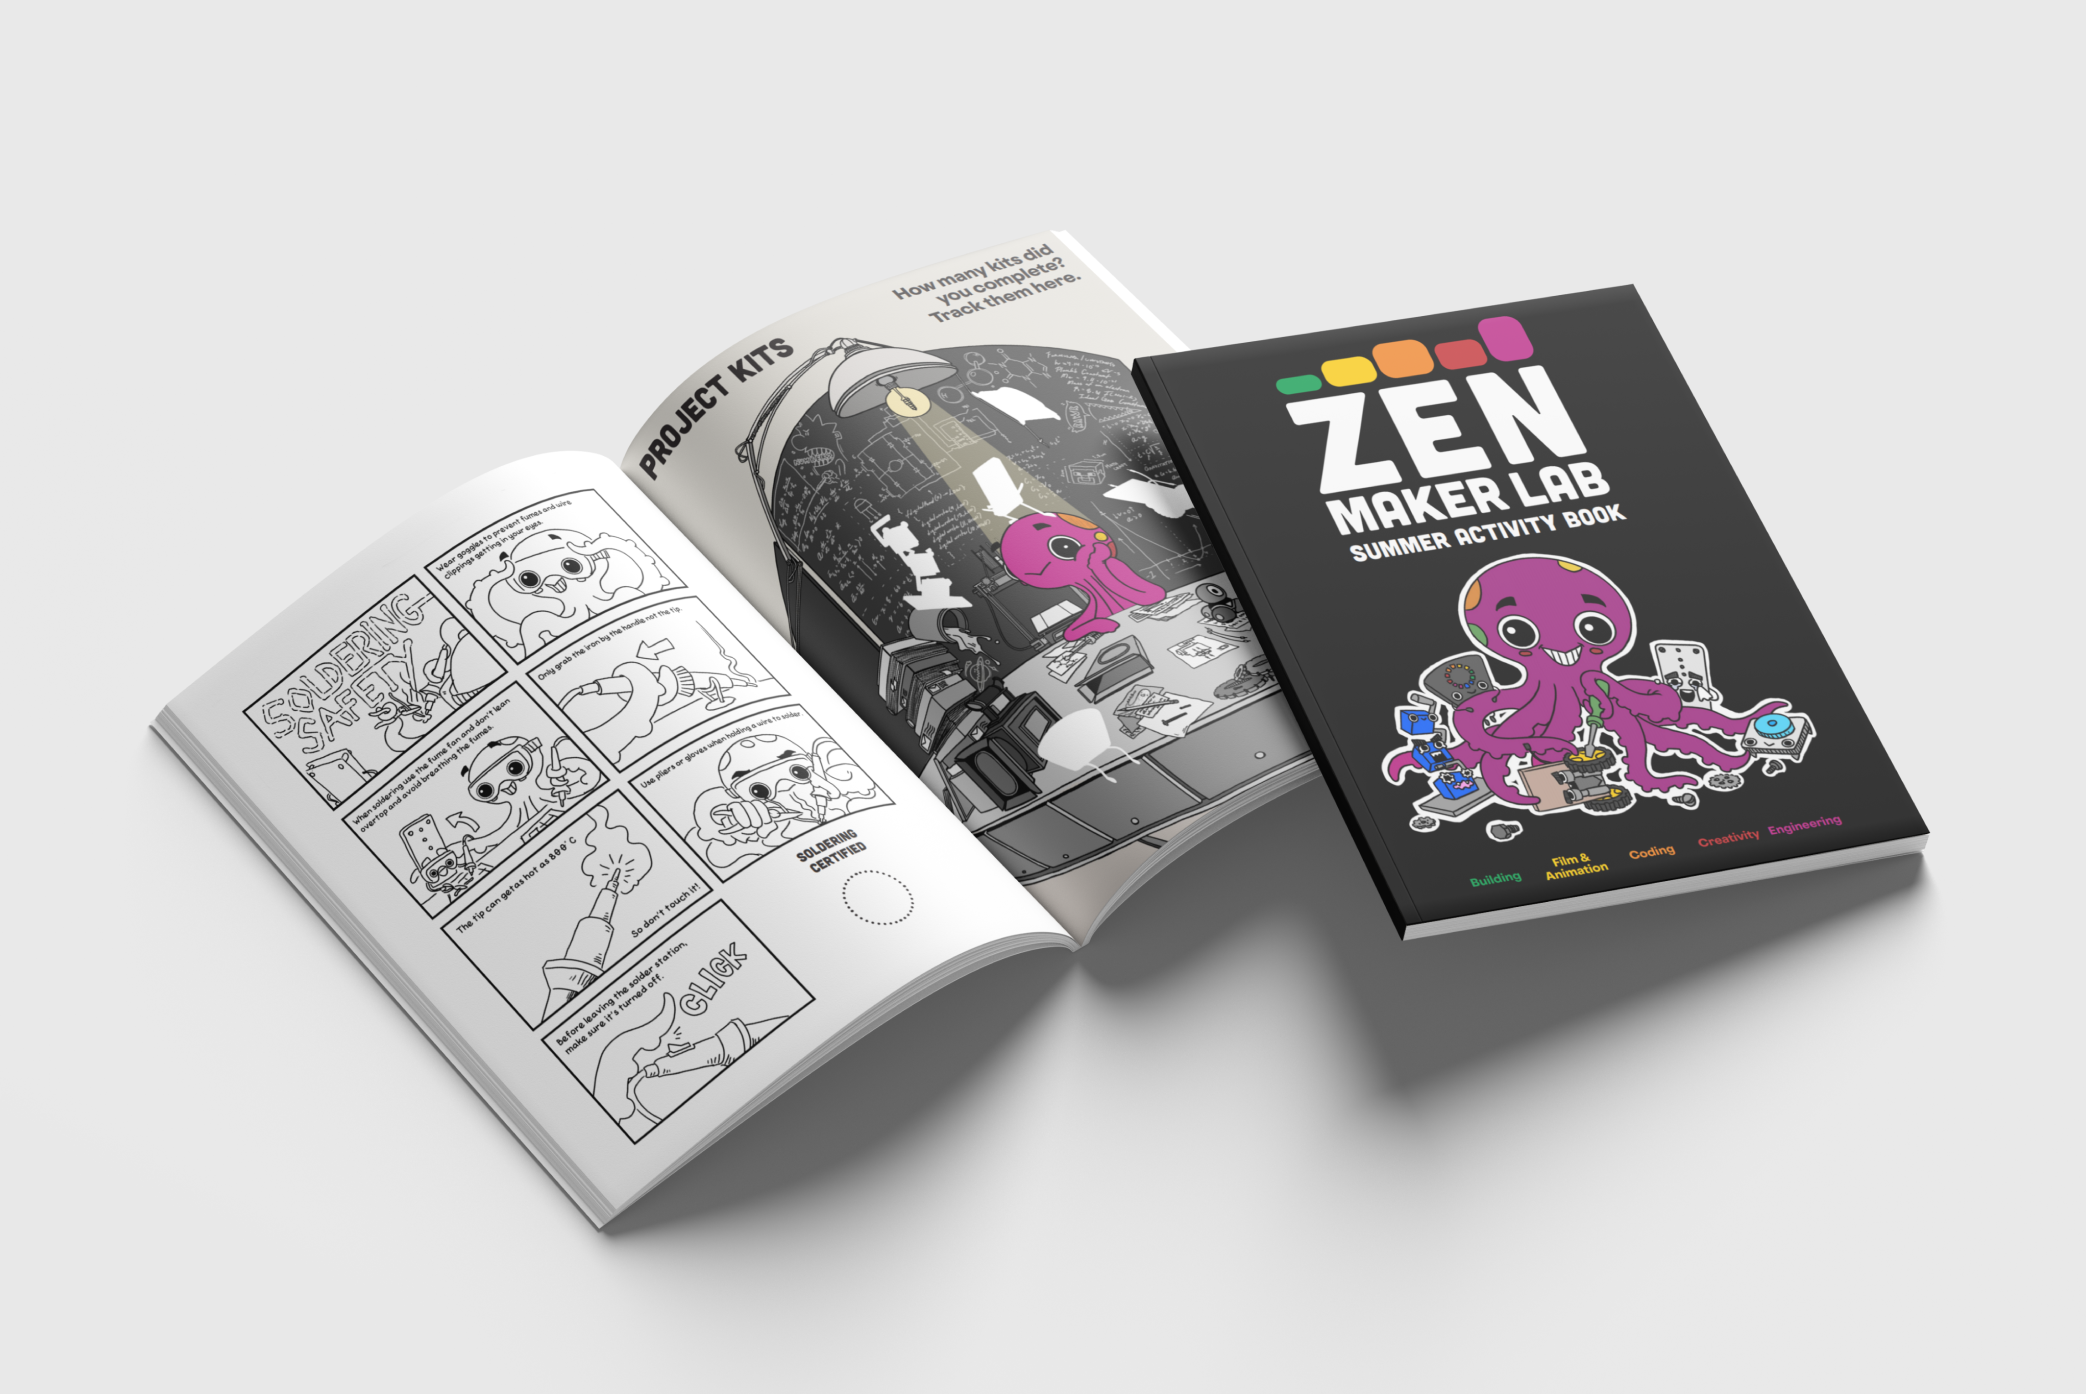 SOLDERING
SAFETY
Wear goggles to prevent fumes and wire
clippings getting in your eyes.
When soldering use the fume fan and don't lean
overtop and avoid breathing the fumes.
Only grab the iron by the handle not the tip.
The tip can get as hot as 800°C
So don't touch it!
Use pliers or gloves when holding a wire to solder
Before leaving the solder station,
make sure it's turned off.
CLICK
SOLDERING
CERTIFIED
PROJECT KITS
How many kits did
you complete?
Track them here.
ZEN
MAKER LAB
SUMMER ACTIVITY BOOK
Building
Film &
Animation
Coding
Creativity
Engineering